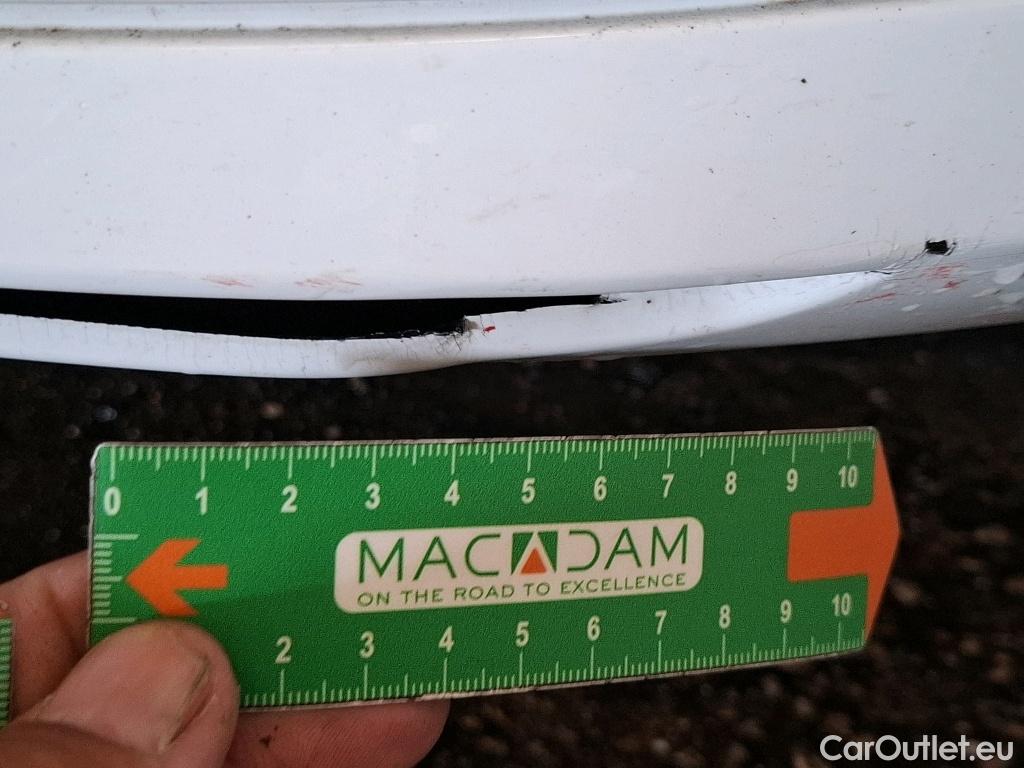 0 1 2 3 4 5 6 7 8 9 10
MACADAM
ON THE ROAD TO EXCELLENCE
2 3 4 5 6 7 8 9 10
CarOutlet.eu